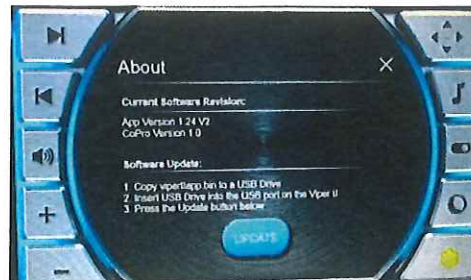 About
Current Software Revision:
App Version 1.24 V2
CoPro Version 1.0
Software Update:
1. Copy viper8app.bin to a USB Drive
2. Insert USB Drive into the USB port on the Viper II
3. Press the Update button below
UPDATE